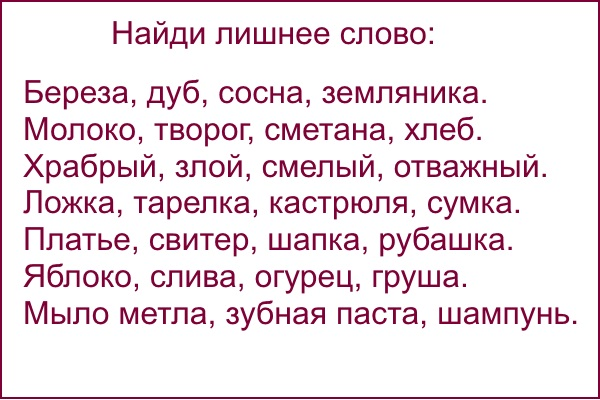 Найди лишнее слово:
Береза, дуб, сосна, земляника.
Молоко, творог, сметана, хлеб.
Храбрый, злой, смелый, отважный.
Ложка, тарелка, кастрюля, сумка.
Платье, свитер, шапка, рубашка.
Яблоко, слива, огурец, груша.
Мыло метла, зубная паста, шампунь.